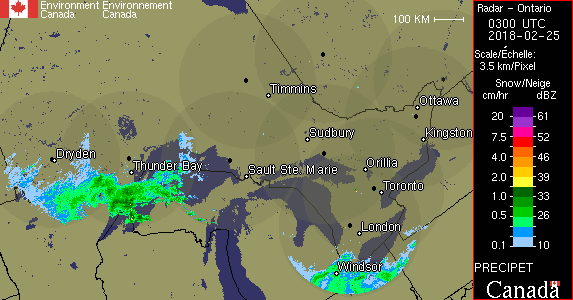 Environment Environnement
Canada Canada
100 KM
Timmins
Ottawa
Sudbury
Kingston
Dryden
Thunder Bay
Sault Ste. Marie
Orillia
Toronto
London
Windsor
Radar - Ontario
0300 UTC
2018-02-25
Scale/Échelle:
3.5 km/Pixel
Snow/Neige
cm/hr dBZ
20 61
7.5 52
4.0 46
2.0 39
1.0 33
0.5 26
0.1 10
PRECIPET
Canada